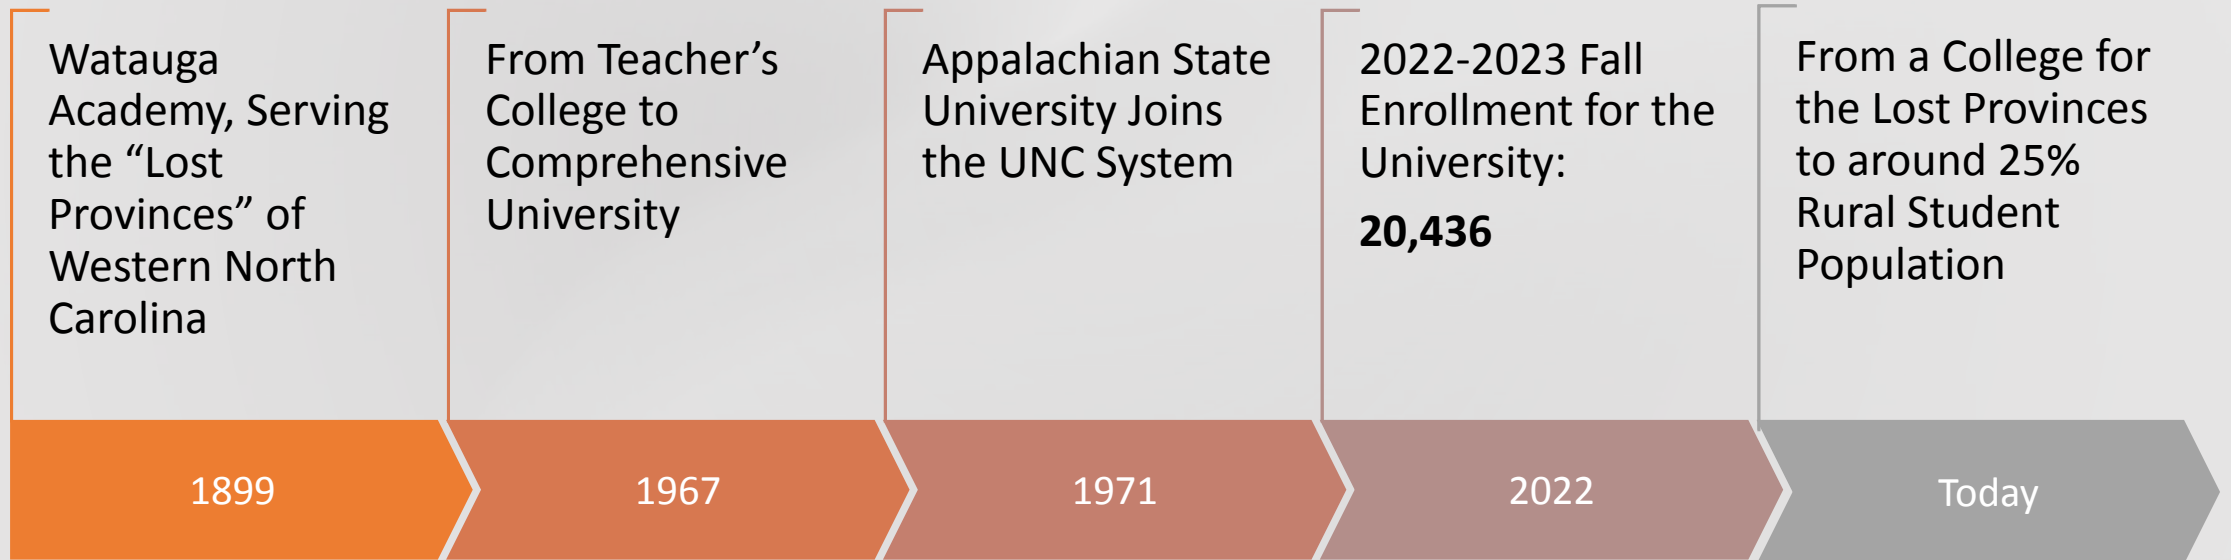 Watauga
Academy, Serving
the “Lost
Provinces” of
Western North
Carolina
1899
From Teacher’s
College to
Comprehensive
University
1967
Appalachian State
University Joins
the UNC System
1971
2022-2023 Fall
Enrollment for the
University:
20,436
2022
From a College for
the Lost Provinces
to around 25%
Rural Student
Population
Today